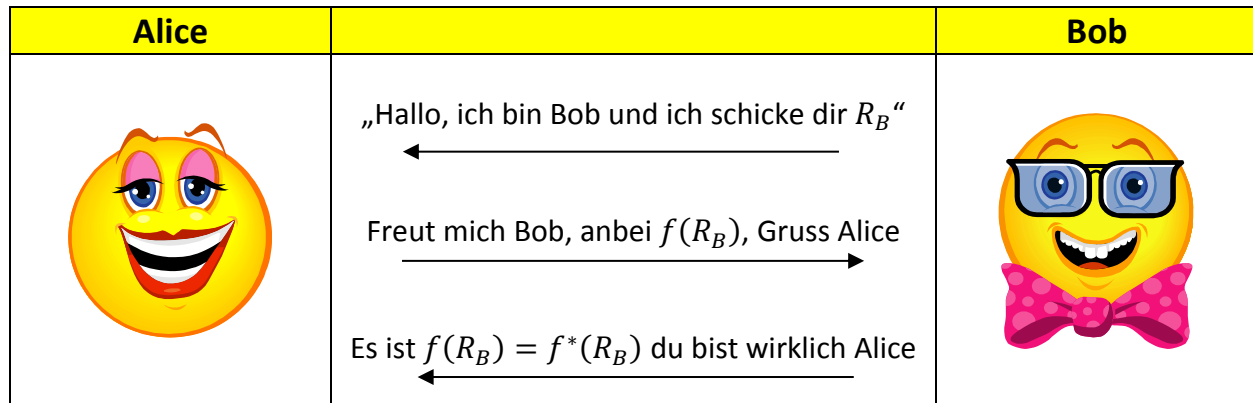 Alice
Bob
„Hallo, ich bin Bob und ich schicke dir $R_B$“
Freut mich Bob, anbei $f(R_B)$, Gruss Alice
Es ist $f(R_B) = f^*(R_B)$ du bist wirklich Alice